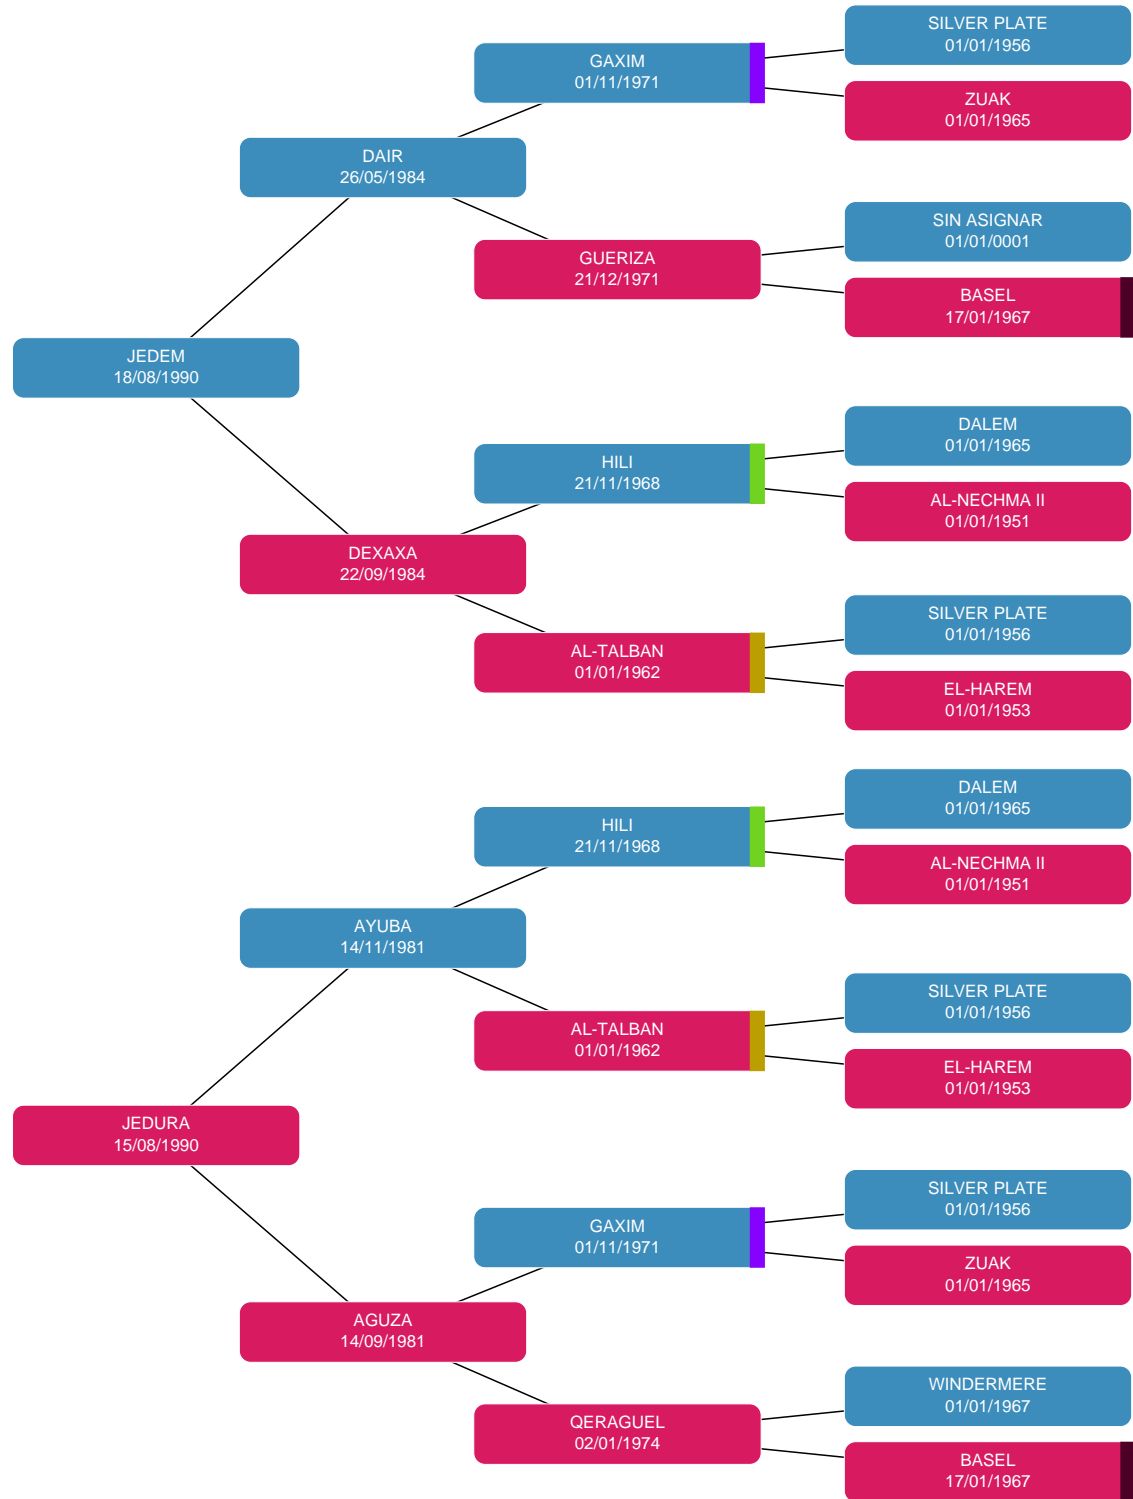 SILVER PLATE
01/01/1956
GAXIM
01/11/1971
ZUAK
01/01/1965
DAIR
26/05/1984
SIN ASIGNAR
01/01/0001
GUERIZA
21/12/1971
BASEL
17/01/1967
JEDEM
18/08/1990
DALEM
01/01/1965
HILI
21/11/1968
AL-NECHMA II
01/01/1951
DEXAXA
22/09/1984
SILVER PLATE
01/01/1956
AL-TALBAN
01/01/1962
EL-HAREM
01/01/1953
DALEM
01/01/1965
HILI
21/11/1968
AL-NECHMA II
01/01/1951
AYUBA
14/11/1981
SILVER PLATE
01/01/1956
AL-TALBAN
01/01/1962
EL-HAREM
01/01/1953
JEDURA
15/08/1990
SILVER PLATE
01/01/1956
GAXIM
01/11/1971
ZUAK
01/01/1965
AGUZA
14/09/1981
WINDERMERE
01/01/1967
QERAGUEL
02/01/1974
BASEL
17/01/1967